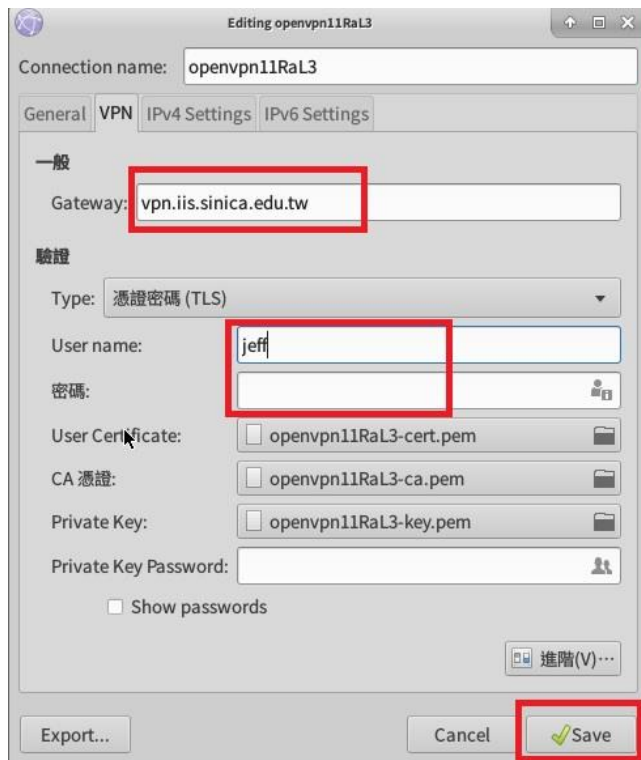 Editing openvpn11RaL3
Connection name: openvpn11RaL3
General VPN IPv4 Settings IPv6 Settings
一般
Gateway: vpn.iis.sinica.edu.tw
驗證
Type: 憑證密碼 (TLS)
User name: jeff
密碼:
User Certificate: openvpn11RaL3-cert.pem
CA 憑證: openvpn11RaL3-ca.pem
Private Key: openvpn11RaL3-key.pem
Private Key Password:
Show passwords
進階(V)…
Export... Cancel Save